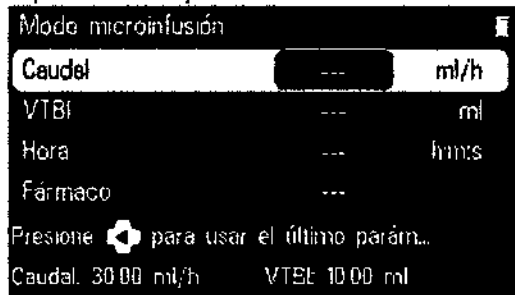 Modo microinfusión
Caudal --- ml/h
VTBI --- ml
Hora --- h:m:s
Fármaco ---
Presione para usar el último parám...
Caudal. 30.00 ml/h VTBI: 10.00 ml